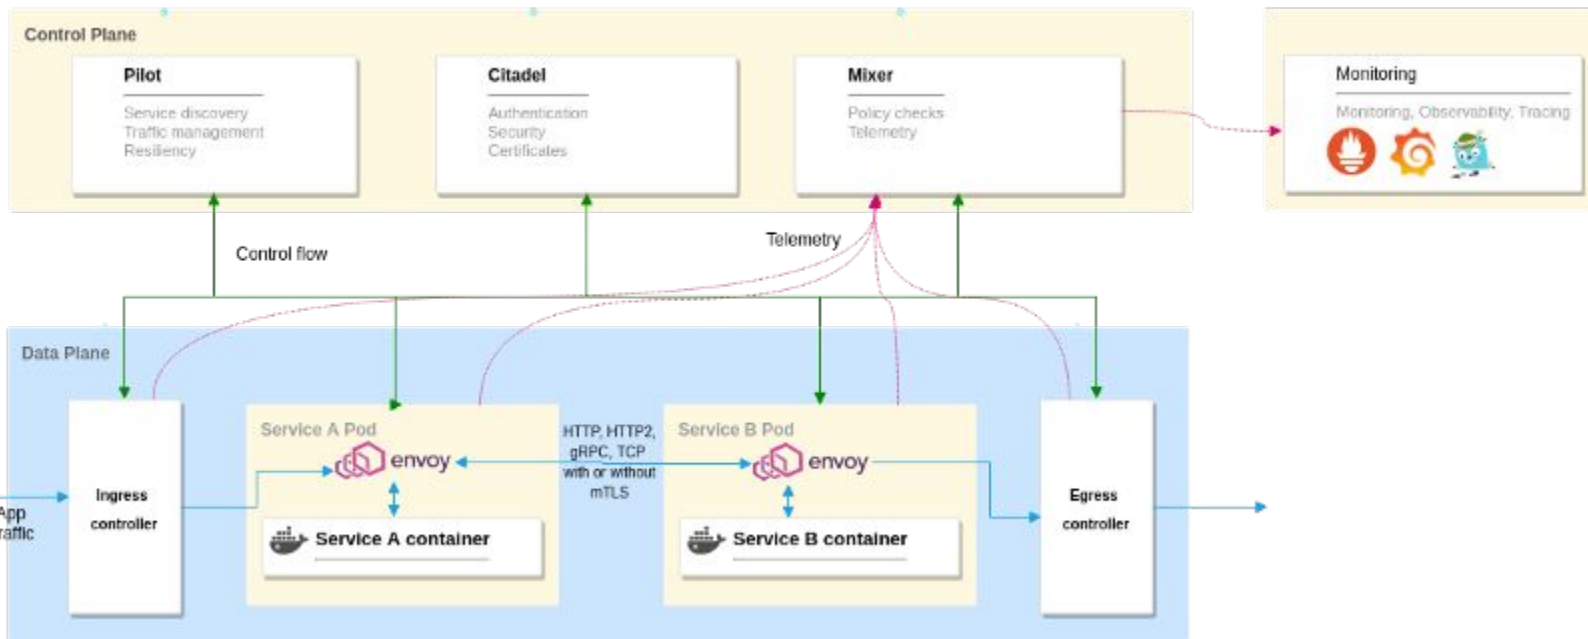 Control Plane
Pilot
Service discovery
Traffic management
Resiliency
Citadel
Authentication
Security
Certificates
Mixer
Policy checks
Telemetry
Monitoring
Monitoring, Observability, Tracing
Control flow
Telemetry
Data Plane
App
raffic
Ingress
controller
Service A Pod
envoy
Service A container
HTTP, HTTP2,
gRPC, TCP
with or without
mTLS
Service B Pod
envoy
Service B container
Egress
controller